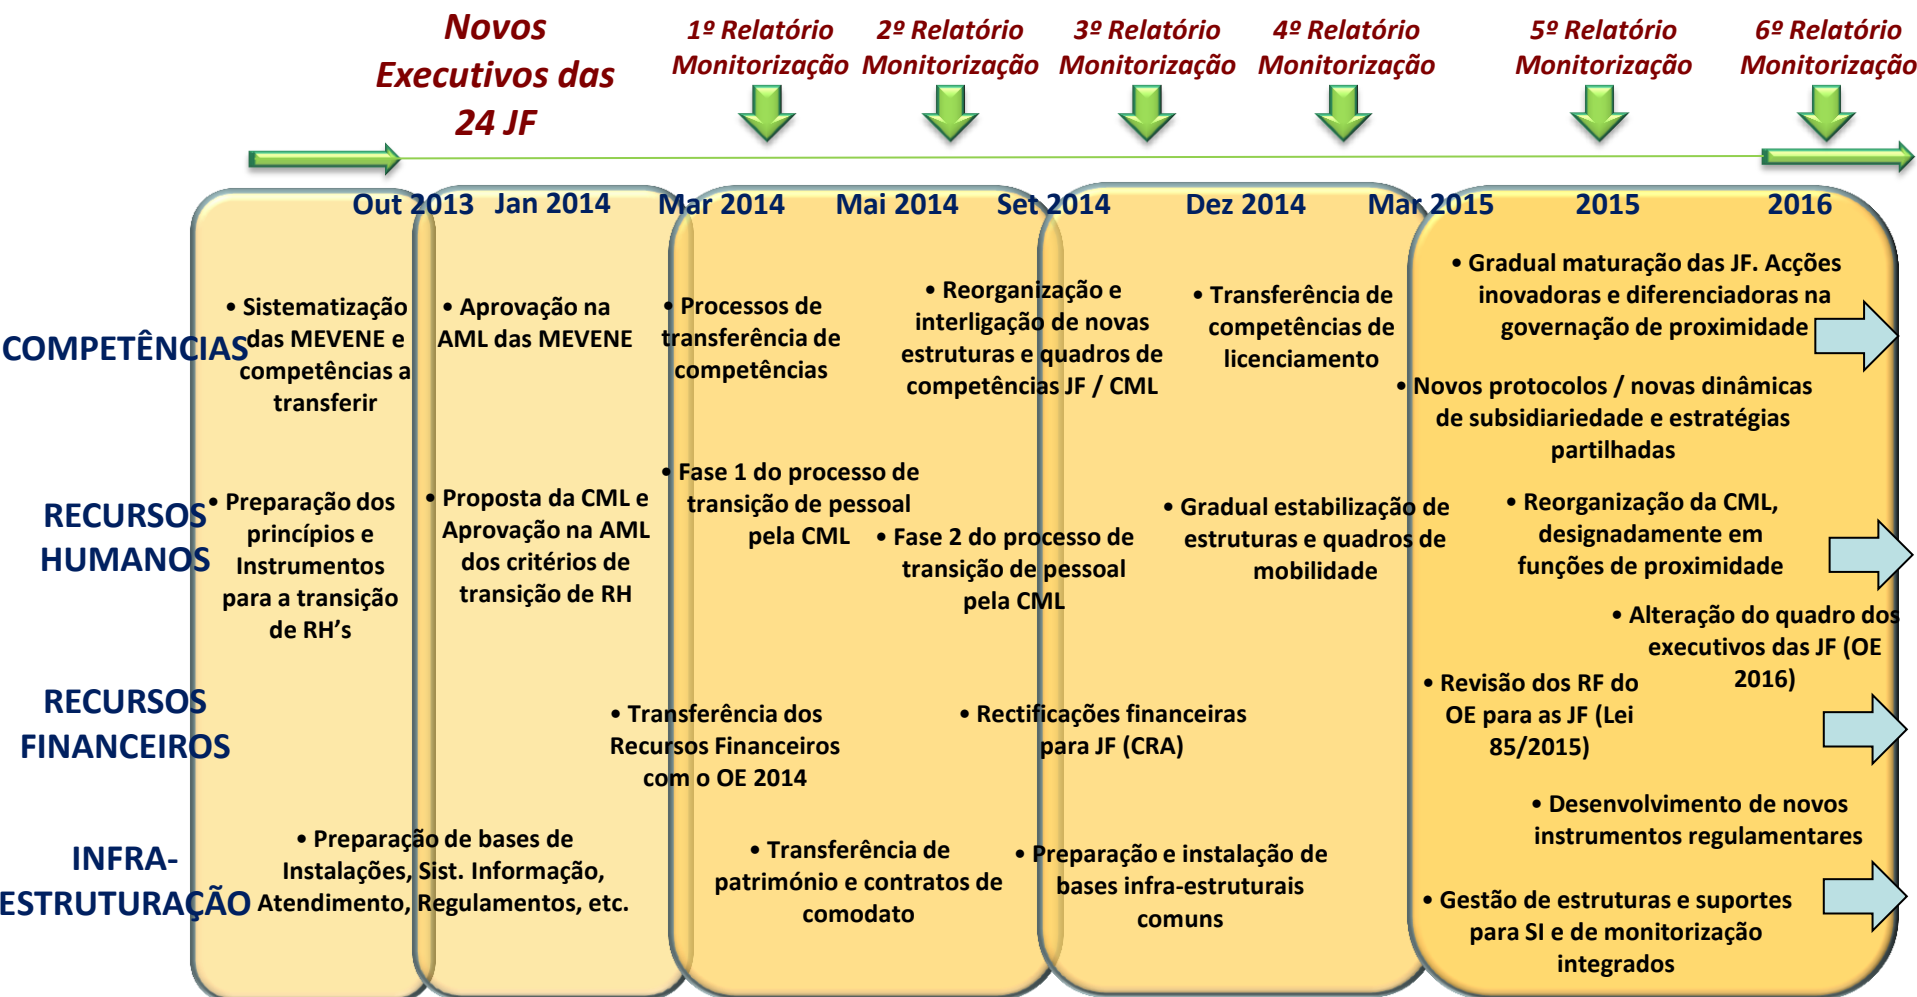 Novos
Executivos das
24 JF
1º Relatório
Monitorização
2º Relatório
Monitorização
3º Relatório
Monitorização
4º Relatório
Monitorização
5º Relatório
Monitorização
6º Relatório
Monitorização
Out 2013
Jan 2014
Mar 2014
Mai 2014
Set 2014
Dez 2014
Mar 2015
2015
2016
COMPETÊNCIAS
• Sistematização
das MEVENE e
competências a
transferir
• Aprovação na
AML das MEVENE
• Processos de
transferência de
competências
• Reorganização e
interligação de novas
estruturas e quadros de
competências JF / CML
• Transferência de
competências de
licenciamento
• Gradual maturação das JF. Acções
inovadoras e diferenciadoras na
governação de proximidade
• Novos protocolos / novas dinâmicas
de subsidiariedade e estratégias
partilhadas
RECURSOS
HUMANOS
• Preparação dos
princípios e
Instrumentos
para a transição
de RH’s
• Proposta da CML e
Aprovação na AML
dos critérios de
transição de RH
• Fase 1 do processo de
transição de pessoal
pela CML
• Fase 2 do processo de
transição de pessoal
pela CML
• Gradual estabilização de
estruturas e quadros de
mobilidade
• Reorganização da CML,
designadamente em
funções de proximidade
• Alteração do quadro dos
executivos das JF (OE
2016)
RECURSOS
FINANCEIROS
• Transferência dos
Recursos Financeiros
com o OE 2014
• Rectificações financeiras
para JF (CRA)
• Revisão dos RF do
OE para as JF (Lei
85/2015)
INFRA-
ESTRUTURAÇÃO
• Preparação de bases de
Instalações, Sist. Informação,
Atendimento, Regulamentos, etc.
• Transferência de
património e contratos de
comodato
• Preparação e instalação de
bases infra-estruturais
comuns
• Desenvolvimento de novos
instrumentos regulamentares
• Gestão de estruturas e suportes
para SI e de monitorização
integrados